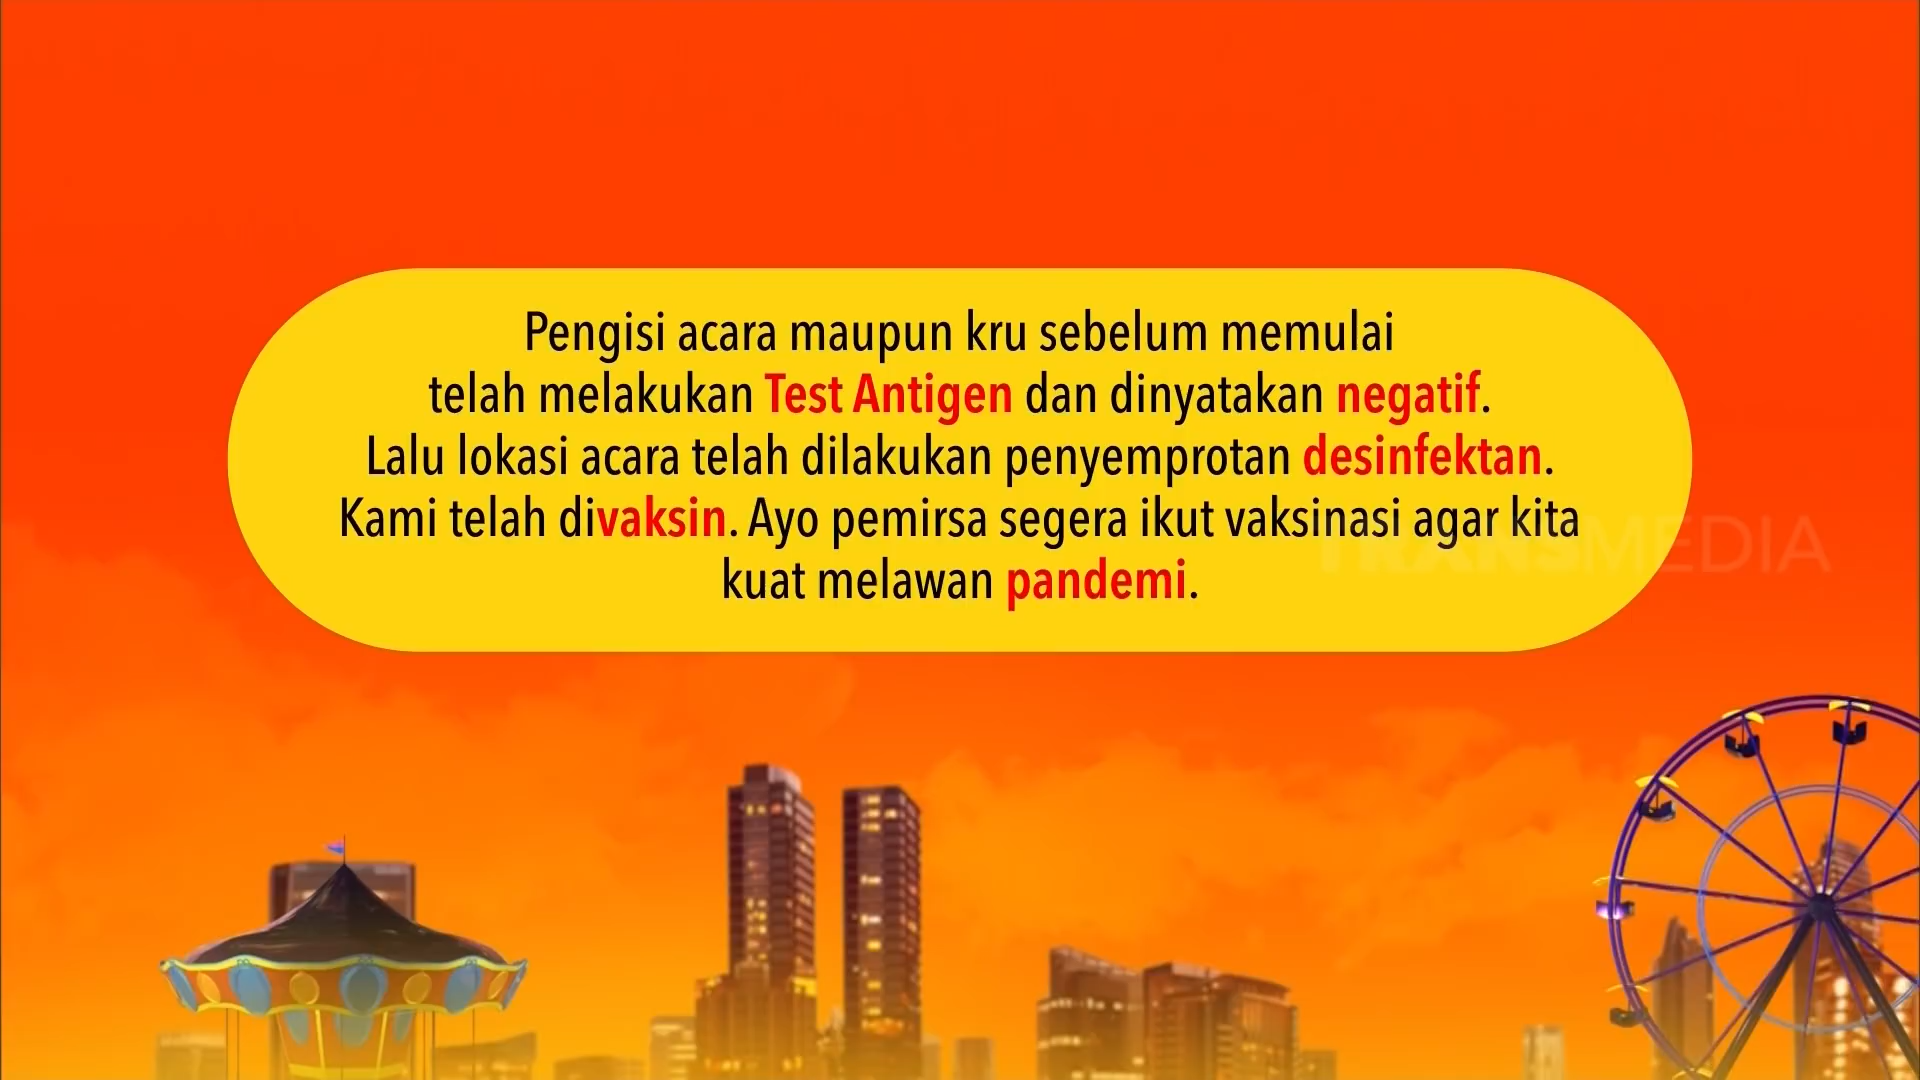 Pengisi acara maupun kru sebelum memulai
telah melakukan Test Antigen dan dinyatakan negatif.
Lalu lokasi acara telah dilakukan penyemprotan desinfektan.
Kami telah divaksin. Ayo pemirsa segera ikut vaksinasi agar kita
kuat melawan pandemi.
TRANSMEDIA